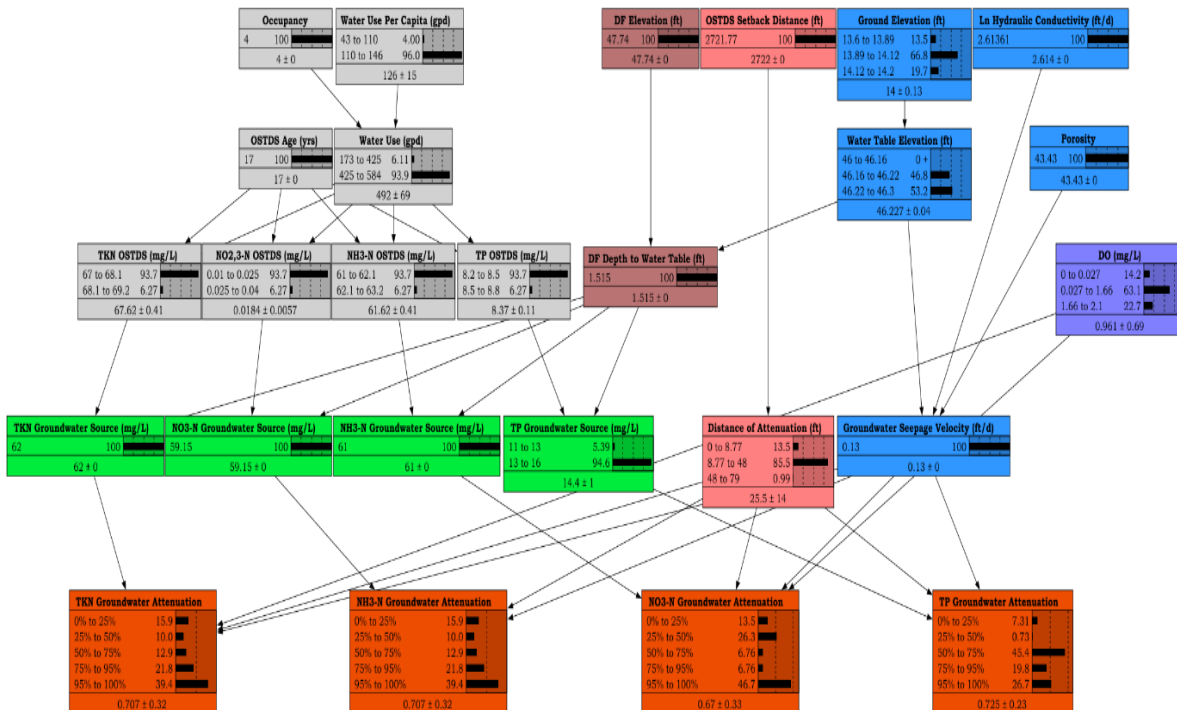 Occupancy
4 100
4 ± 0
Water Use Per Capita (gpd)
43 to 110 4.00
110 to 146 96.0
126 ± 15
DF Elevation (ft)
47.74 100
47.74 ± 0
OSTDS Setback Distance (ft)
2721.77 100
2722 ± 0
Ground Elevation (ft)
13.6 to 13.89 13.5
13.89 to 14.12 66.8
14.12 to 14.2 19.7
14 ± 0.13
Ln Hydraulic Conductivity (ft/d)
2.61361 100
2.614 ± 0
OSTDS Age (yrs)
17 100
17 ± 0
Water Use (gpd)
173 to 425 6.11
425 to 584 93.9
492 ± 69
Water Table Elevation (ft)
46 to 46.16 0 +
46.16 to 46.22 46.8
46.22 to 46.3 53.2
46.227 ± 0.04
Porosity
43.43 100
43.43 ± 0
TKN OSTDS (mg/L)
67 to 68.1 93.7
68.1 to 69.2 6.27
67.62 ± 0.41
NO2,3-N OSTDS (mg/L)
0.01 to 0.025 93.7
0.025 to 0.04 6.27
0.0184 ± 0.0057
NH3-N OSTDS (mg/L)
61 to 62.1 93.7
62.1 to 63.2 6.27
61.62 ± 0.41
TP OSTDS (mg/L)
8.2 to 8.5 93.7
8.5 to 8.8 6.27
8.37 ± 0.11
DF Depth to Water Table (ft)
1.515 100
1.515 ± 0
DO (mg/L)
0 to 0.027 14.2
0.027 to 1.66 63.1
1.66 to 2.1 22.7
0.961 ± 0.69
TKN Groundwater Source (mg/L)
62 100
62 ± 0
NO3-N Groundwater Source (mg/L)
59.15 100
59.15 ± 0
NH3-N Groundwater Source (mg/L)
61 100
61 ± 0
TP Groundwater Source (mg/L)
11 to 13 5.39
13 to 16 94.6
14.4 ± 1
Distance of Attenuation (ft)
0 to 8.77 13.5
8.77 to 48 85.5
48 to 79 0.99
25.5 ± 14
Groundwater Seepage Velocity (ft/d)
0.13 100
0.13 ± 0
TKN Groundwater Attenuation
0% to 25% 15.9
25% to 50% 10.0
50% to 75% 12.9
75% to 95% 21.8
95% to 100% 39.4
0.707 ± 0.32
NH3-N Groundwater Attenuation
0% to 25% 15.9
25% to 50% 10.0
50% to 75% 12.9
75% to 95% 21.8
95% to 100% 39.4
0.707 ± 0.32
NO3-N Groundwater Attenuation
0% to 25% 13.5
25% to 50% 26.3
50% to 75% 6.76
75% to 95% 6.76
95% to 100% 46.7
0.67 ± 0.33
TP Groundwater Attenuation
0% to 25% 7.31
25% to 50% 0.73
50% to 75% 45.4
75% to 95% 19.8
95% to 100% 26.7
0.725 ± 0.23